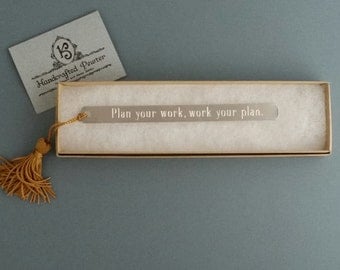 Handcrafted Pewter
Plan your work, work your plan.